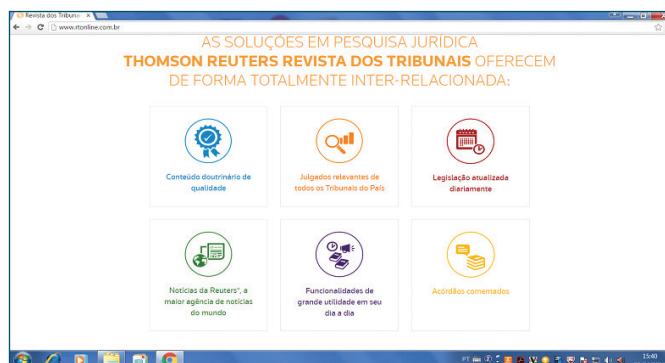 Revista dos Tribunai
www.rtonline.com.br
AS SOLUÇÕES EM PESQUISA JURÍDICA
THOMSON REUTERS REVISTA DOS TRIBUNAIS OFERECEM
DE FORMA TOTALMENTE INTER-RELACIONADA:
Conteúdo doutrinário de
qualidade
Julgados relevantes de
todos os Tribunais do País
Legislação atualizada
diariamente
Notícias da Reuters®, a
maior agência de notícias
do mundo
Funcionalidades de
grande utilidade em seu
dia a dia
Acórdãos comentados
PT
15:40